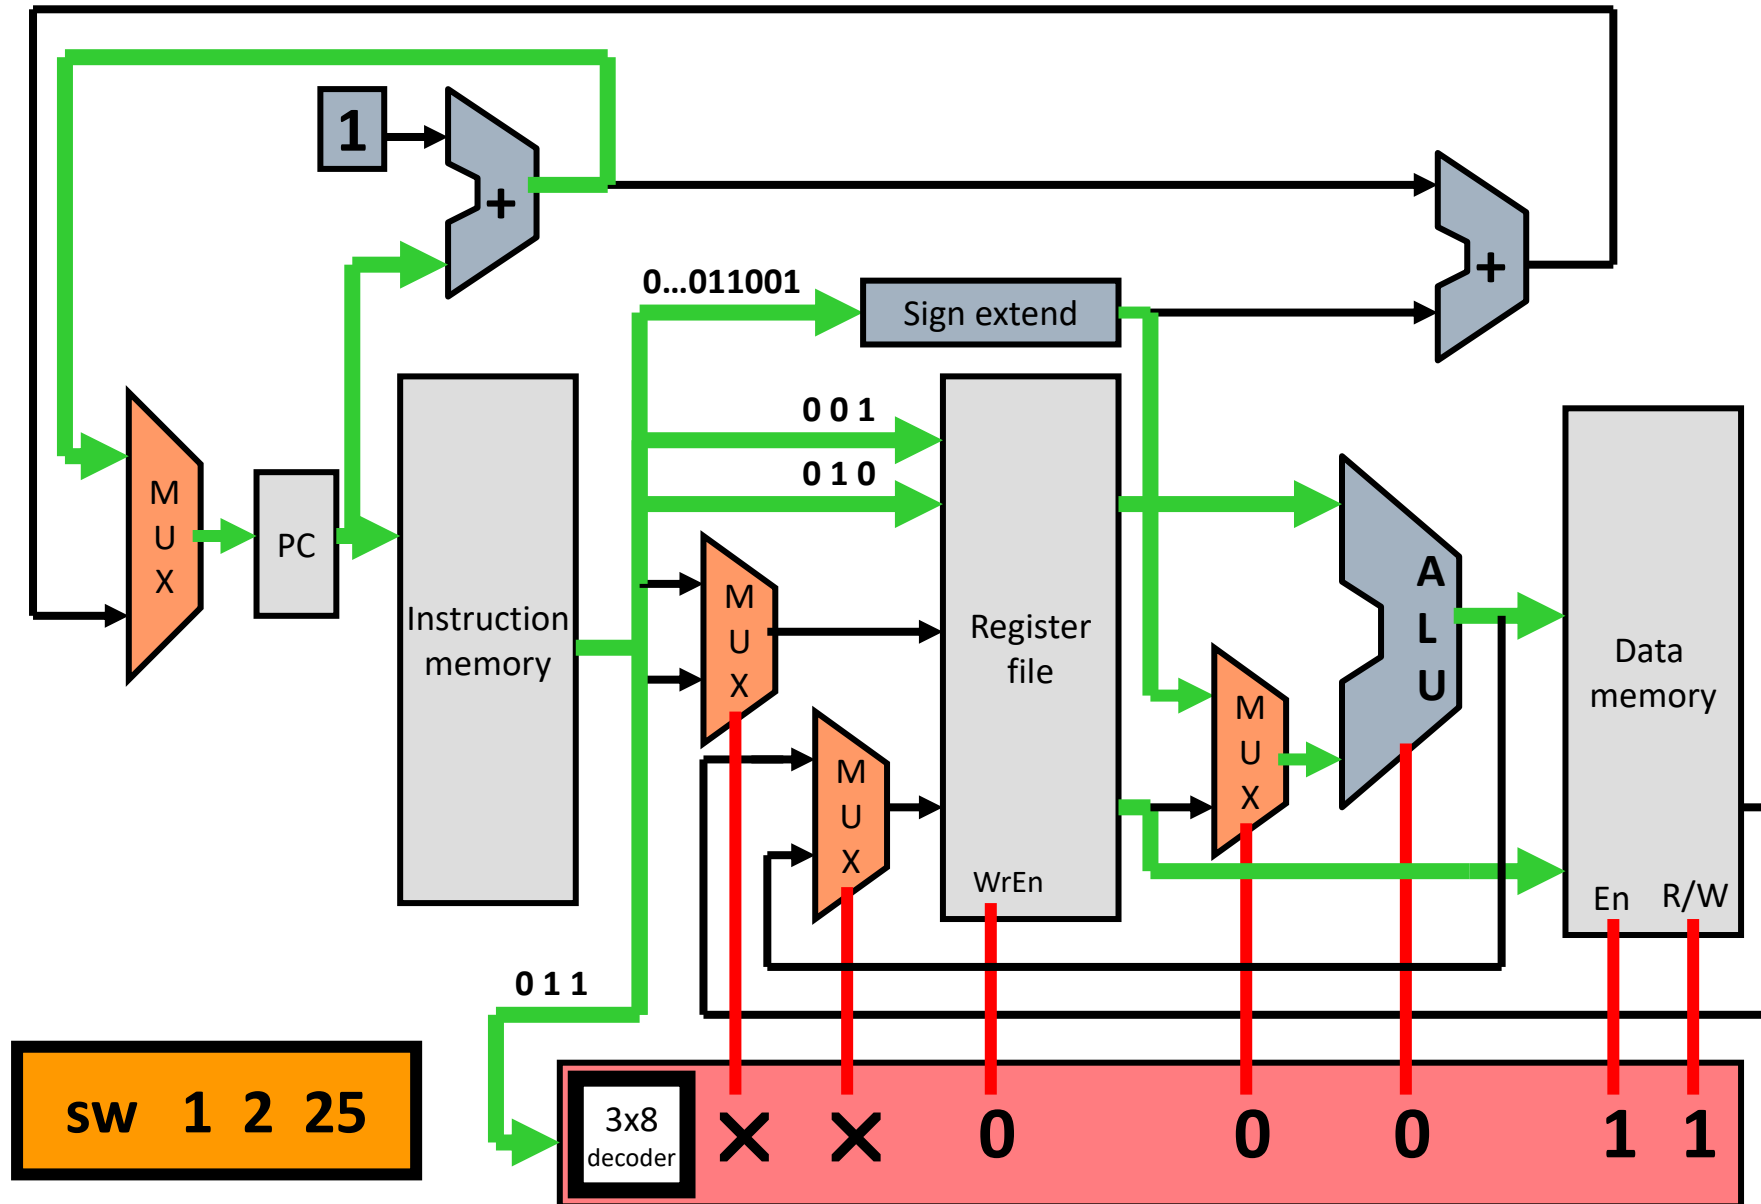 1
+
+
0...011001
Sign extend
0 0 1
0 1 0
M
U
X
PC
Instruction
memory
M
U
X
Register
file
WrEn
M
U
X
M
U
X
A
L
U
Data
memory
En
R/W
0 1 1
sw 1 2 25
3x8
decoder
X X 0 0 0 1 1